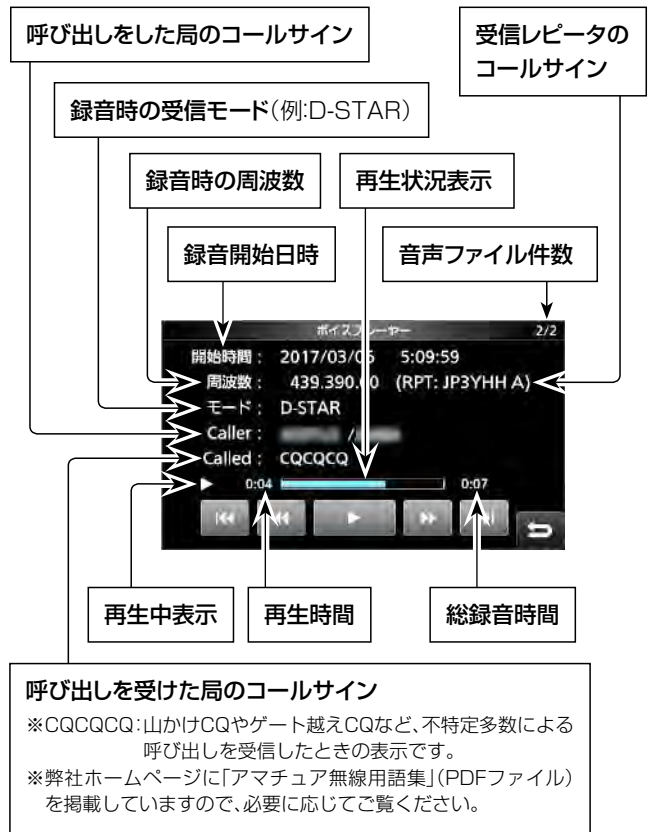 呼び出しをした局のコールサイン
受信レピータの
コールサイン
録音時の受信モード(例:D-STAR)
録音時の周波数
再生状況表示
録音開始日時
音声ファイル件数
ボイスプレーヤー
2/2
開始時間 : 2017/03/06 5:09:59
周波数 : 439.390.00 (RPT: JP3YHH A)
モード : D-STAR
Caller : /
Called : CQCQCQ
0:04
0:07
再生中表示
再生時間
総録音時間
呼び出しを受けた局のコールサイン
※CQCQCQ:山かけCQやゲート越えCQなど、不特定多数による
呼び出しを受信したときの表示です。
※弊社ホームページに「アマチュア無線用語集」(PDFファイル)
を掲載していますので、必要に応じてご覧ください。